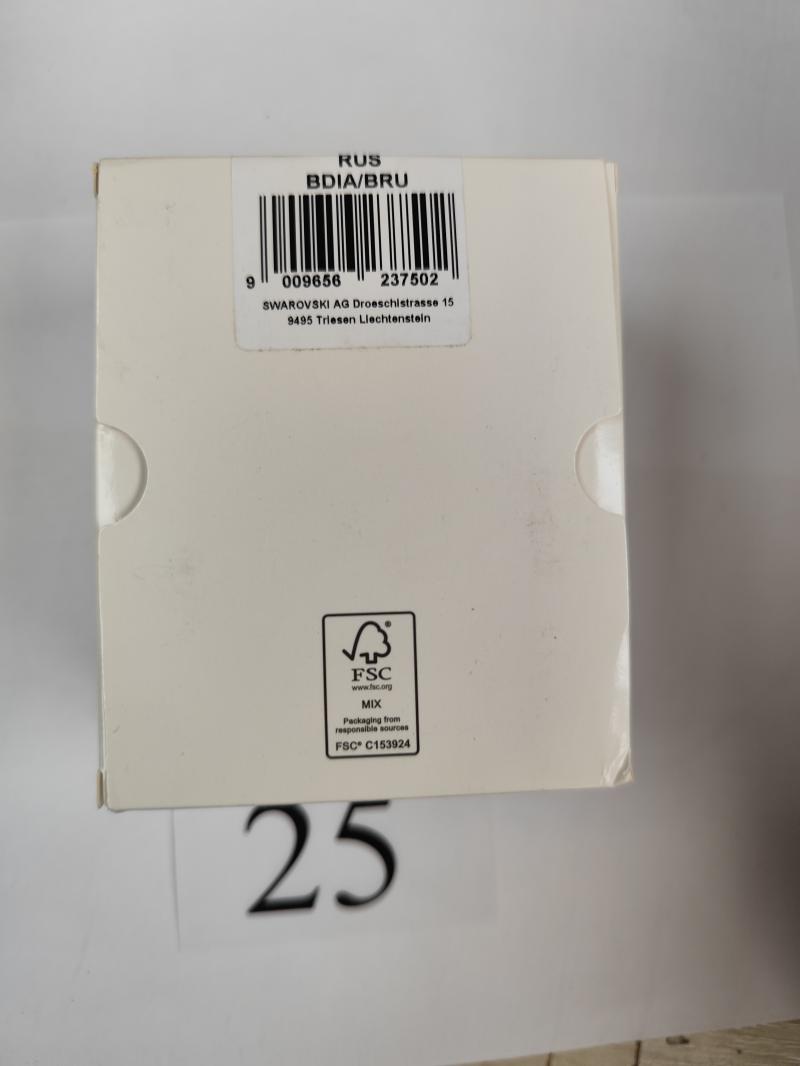 RUS
BDIA/BRU
9 009656 237502
SWAROVSKI AG Droeschistrasse 15
9495 Triesen Liechtenstein
®
FSC
www.fsc.org
MIX
Packaging from
responsible sources
FSC® C153924
25